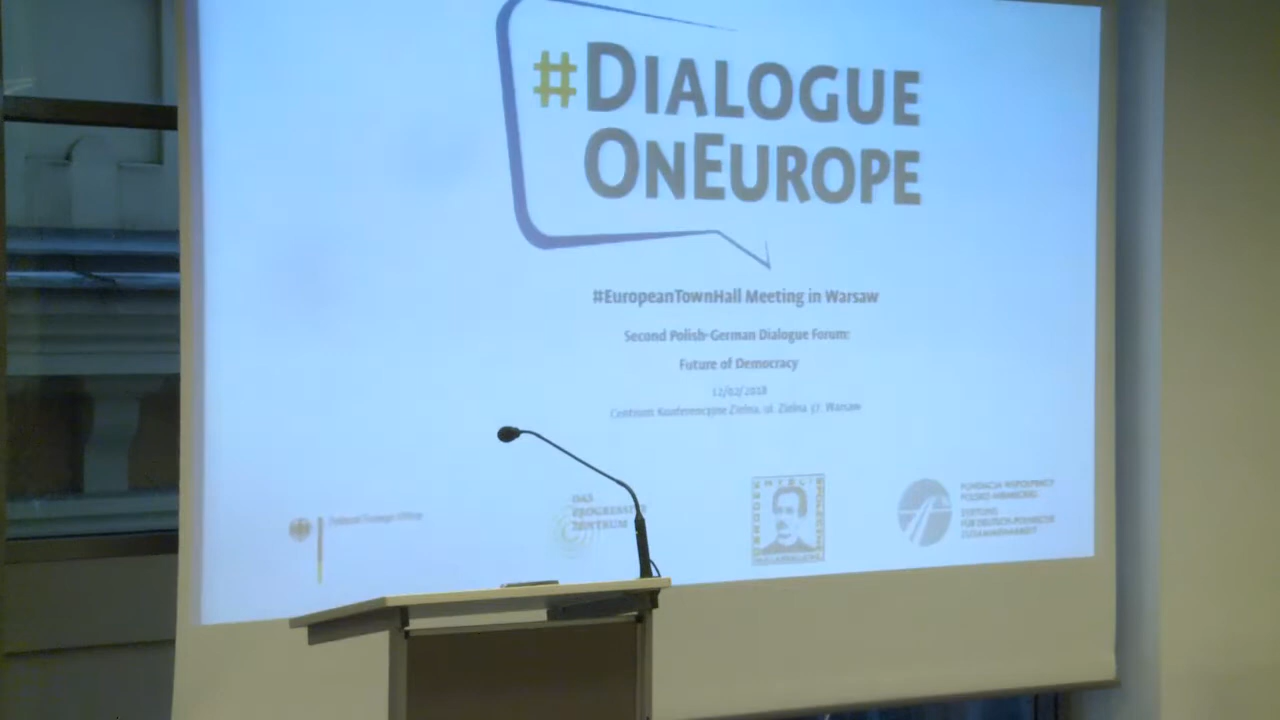 #DIALOGUE
ONEUROPE
#EuropeanTownHall Meeting in Warsaw
Second Polish-German Dialogue Forum:
Future of Democracy
12/02/2018
Centrum Konferencyjne Zielna, ul. Zielna 37, Warsaw
Federal Foreign Office
DAS
PROGRESSIVE
ZENTRUM
FUNDACJA WSPÓŁPRACY
POLSKO-NIEMIECKIEJ
STIFTUNG
FÜR DEUTSCH-POLNISCHE
ZUSAMMENARBEIT